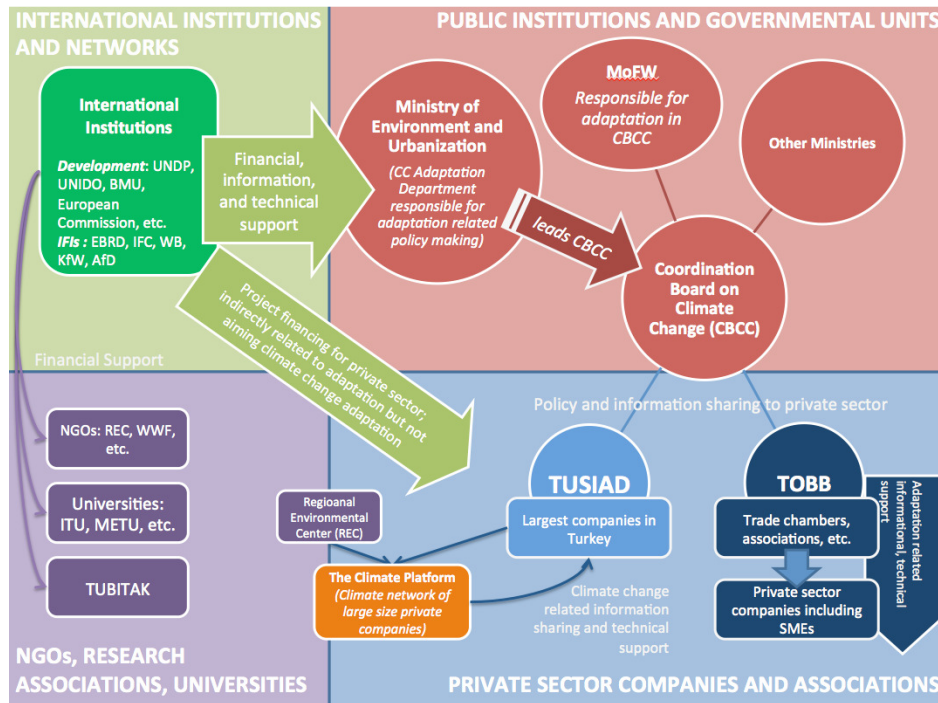 INTERNATIONAL INSTITUTIONS
AND NETWORKS
PUBLIC INSTITUTIONS AND GOVERNMENTAL UNITS
International
Institutions
Development: UNDP,
UNIDO, BMU,
European
Commission, etc.
IFIs : EBRD, IFC, WB,
KfW, AfD
Financial,
information,
and technical
support
Ministry of
Environment and
Urbanization
(CC Adaptation
Department
responsible for
adaptation related
policy making)
MoFW
Responsible for
adaptation in
CBCC
Other Ministries
leads CBCC
Coordination
Board on
Climate
Change (CBCC)
Project financing for private sector;
indirectly related to adaptation but not
aiming climate change adaptation
Financial Support
Policy and information sharing to private sector
NGOs: REC, WWF,
etc.
Universities:
ITU, METU, etc.
TUBITAK
Regioanal
Environmental
Center (REC)
The Climate Platform
(Climate network of
large size private
companies)
TUSIAD
Largest companies in
Turkey
Climate change
related information
sharing and technical
support
TOBB
Trade chambers,
associations, etc.
Private sector
companies including
SMEs
Adaptation related
informational, technical
support
NGOS, RESEARCH
ASSOCIATIONS, UNIVERSITIES
PRIVATE SECTOR COMPANIES AND ASSOCIATIONS